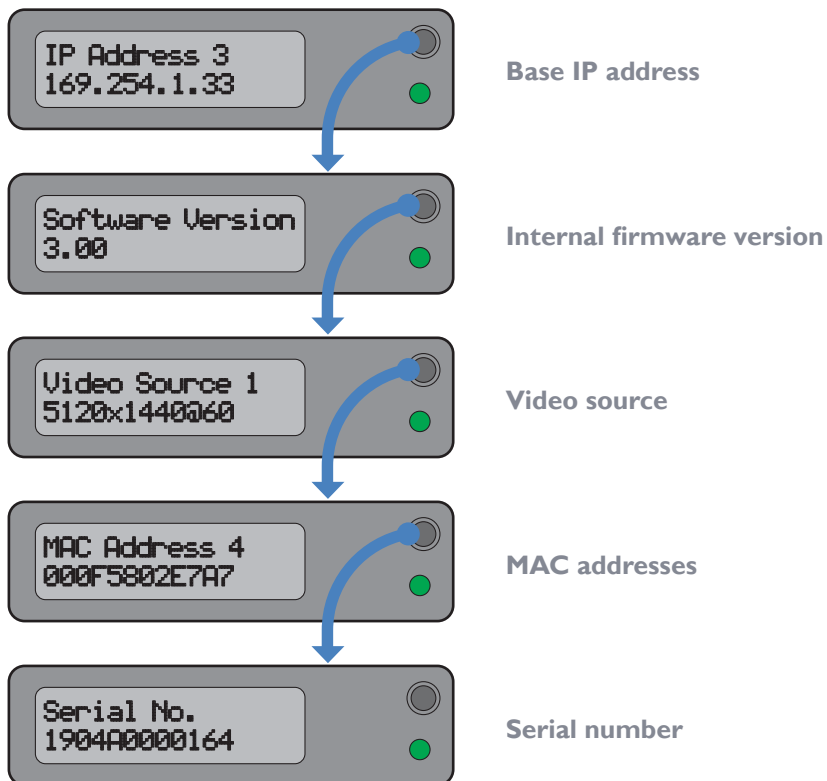 IP Address 3
169.254.1.33
Base IP address
Software Version
3.00
Internal firmware version
Video Source 1
5120x1440@60
Video source
MAC Address 4
000F5802E7A7
MAC addresses
Serial No.
1904A0000164
Serial number